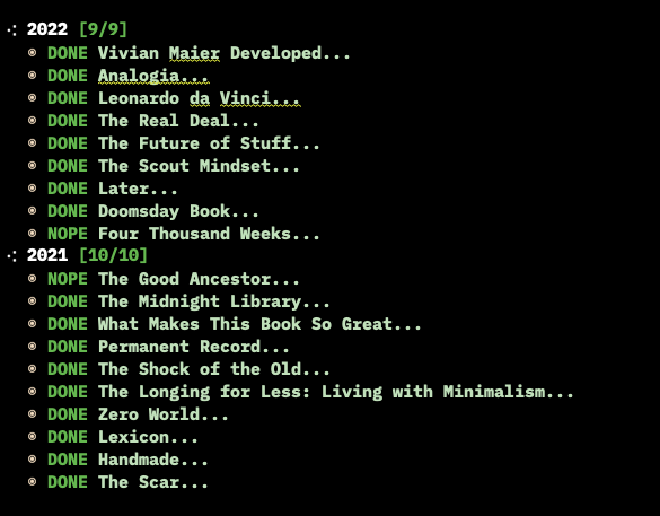 2022 [9/9]
DONE Vivian Maier Developed...
DONE Analogia...
DONE Leonardo da Vinci...
DONE The Real Deal...
DONE The Future of Stuff...
DONE The Scout Mindset...
DONE Later...
DONE Doomsday Book...
NOPE Four Thousand Weeks...
2021 [10/10]
NOPE The Good Ancestor...
DONE The Midnight Library...
DONE What Makes This Book So Great...
DONE Permanent Record...
DONE The Shock of the Old...
DONE The Longing for Less: Living with Minimalism...
DONE Zero World...
DONE Lexicon...
DONE Handmade...
DONE The Scar...